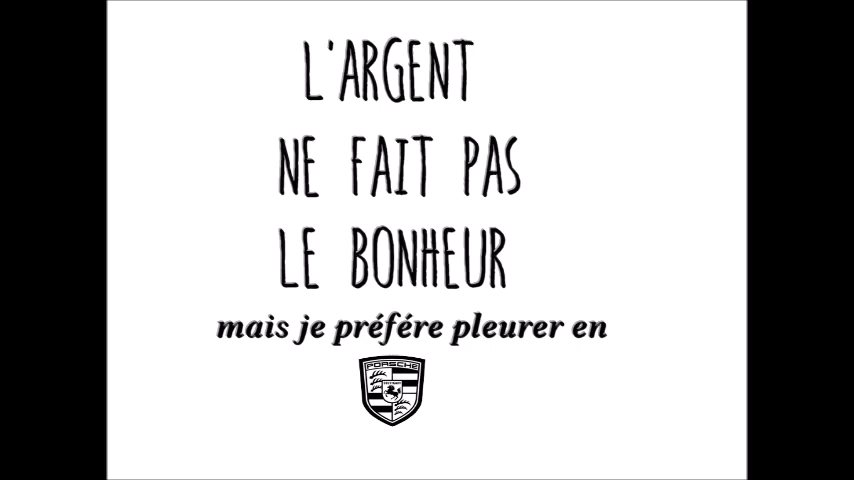 L'ARGENT
NE FAIT PAS
LE BONHEUR
mais je préfére pleurer en
PORSCHE